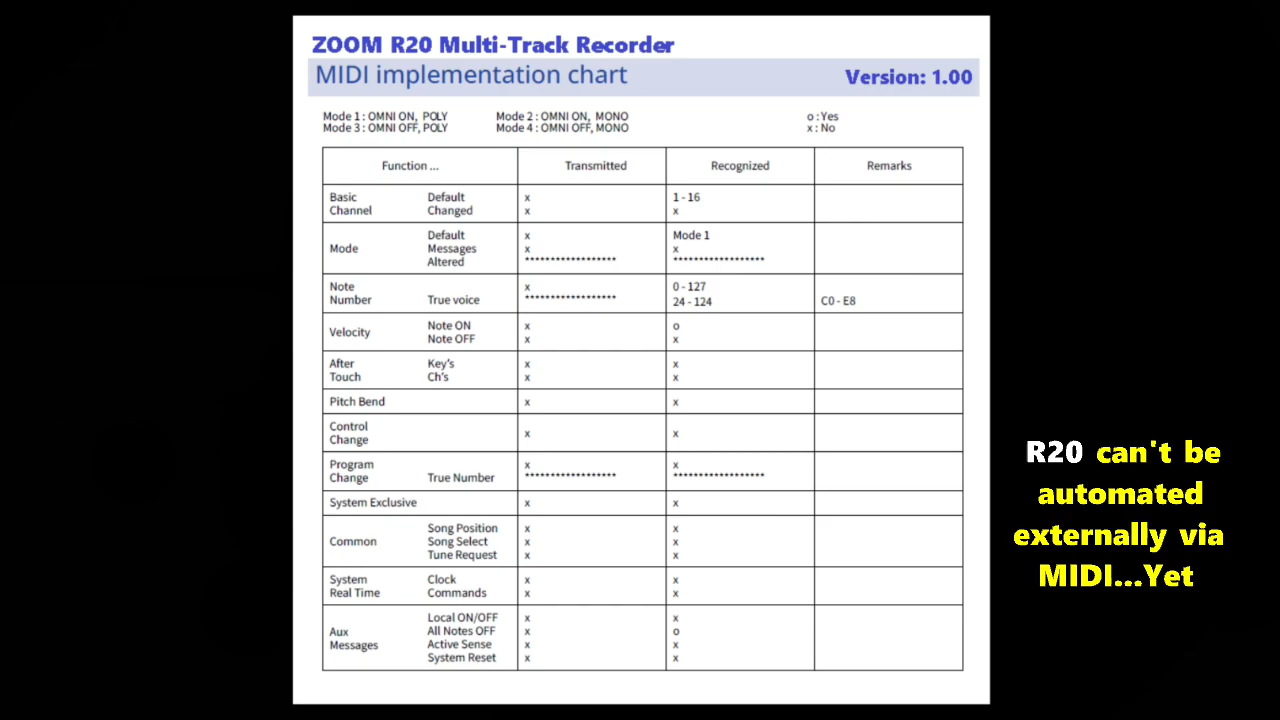 ZOOM R20 Multi-Track Recorder
MIDI implementation chart Version: 1.00
Mode 1 : OMNI ON, POLY Mode 2 : OMNI ON, MONO o : Yes
Mode 3 : OMNI OFF, POLY Mode 4 : OMNI OFF, MONO x : No
Function ... Transmitted Recognized Remarks
Basic Default x 1 - 16
Channel Changed x x
Default x Mode 1
Mode Messages x x
Altered ****************** ******************
Note x 0 - 127
Number True voice ****************** 24 - 124 C0 - E8
Velocity Note ON x o
Note OFF x x
After Key's x x
Touch Ch's x x
Pitch Bend x x
Control
Change x x
Program x x
Change True Number ****************** ******************
System Exclusive x x
Song Position x x
Common Song Select x x
Tune Request x x
System Clock x x
Real Time Commands x x
Local ON/OFF x x
Aux All Notes OFF x o
Messages Active Sense x x
System Reset x x
R20 can't be
automated
externally via
MIDI...Yet